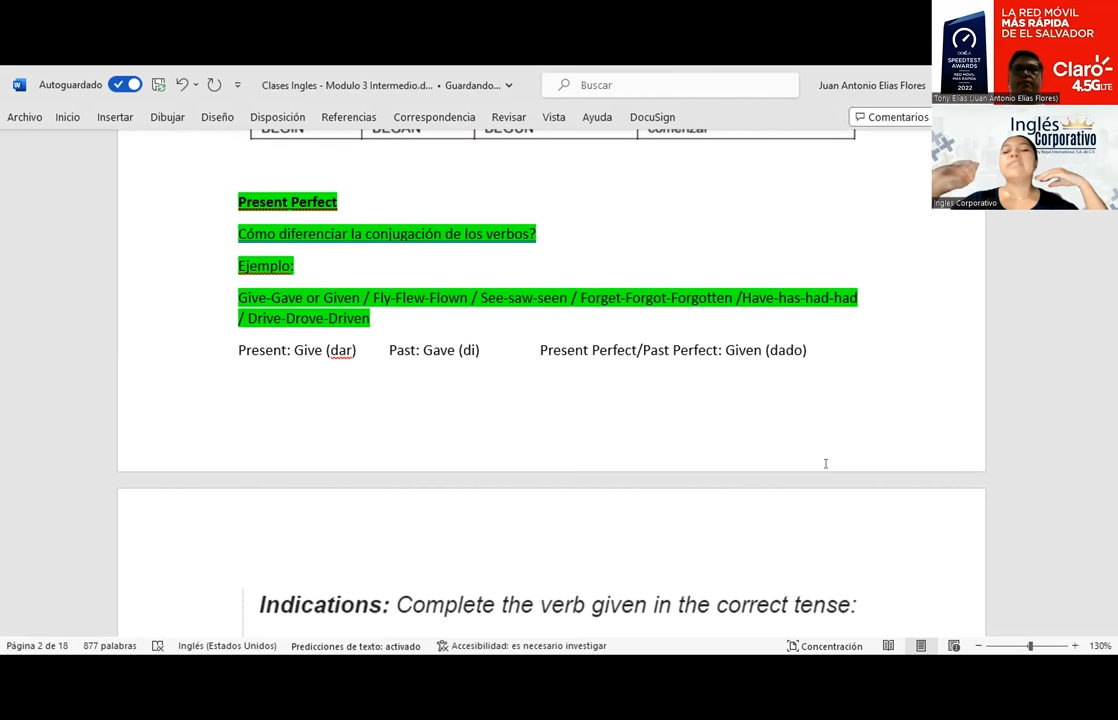 LA RED MÓVIL
MÁS RÁPIDA
DE EL SALVADOR
SPEEDTEST
AWARDS
2022
Claro
4.5G LTE
Tony Elias (Juan Antonio Elías Flores)
Autoguardado
Clases Ingles - Modulo 3 Intermedio.d... • Guardando...
Buscar
Juan Antonio Elias Flores
Archivo Inicio Insertar Dibujar Diseño Disposición Referencias Correspondencia Revisar Vista Ayuda DocuSign
Comentarios
Inglés
Corporativo
Ingles Corporativo
BEGIN BEGAN BEGUN comenzar
Present Perfect
Cómo diferenciar la conjugación de los verbos?
Ejemplo:
Give-Gave or Given / Fly-Flew-Flown / See-saw-seen / Forget-Forgot-Forgotten /Have-has-had-had
/ Drive-Drove-Driven
Present: Give (dar) Past: Gave (di) Present Perfect/Past Perfect: Given (dado)
Indications: Complete the verb given in the correct tense:
Página 2 de 18 877 palabras Inglés (Estados Unidos) Predicciones de texto: activado Accesibilidad: es necesario investigar Concentración 130%